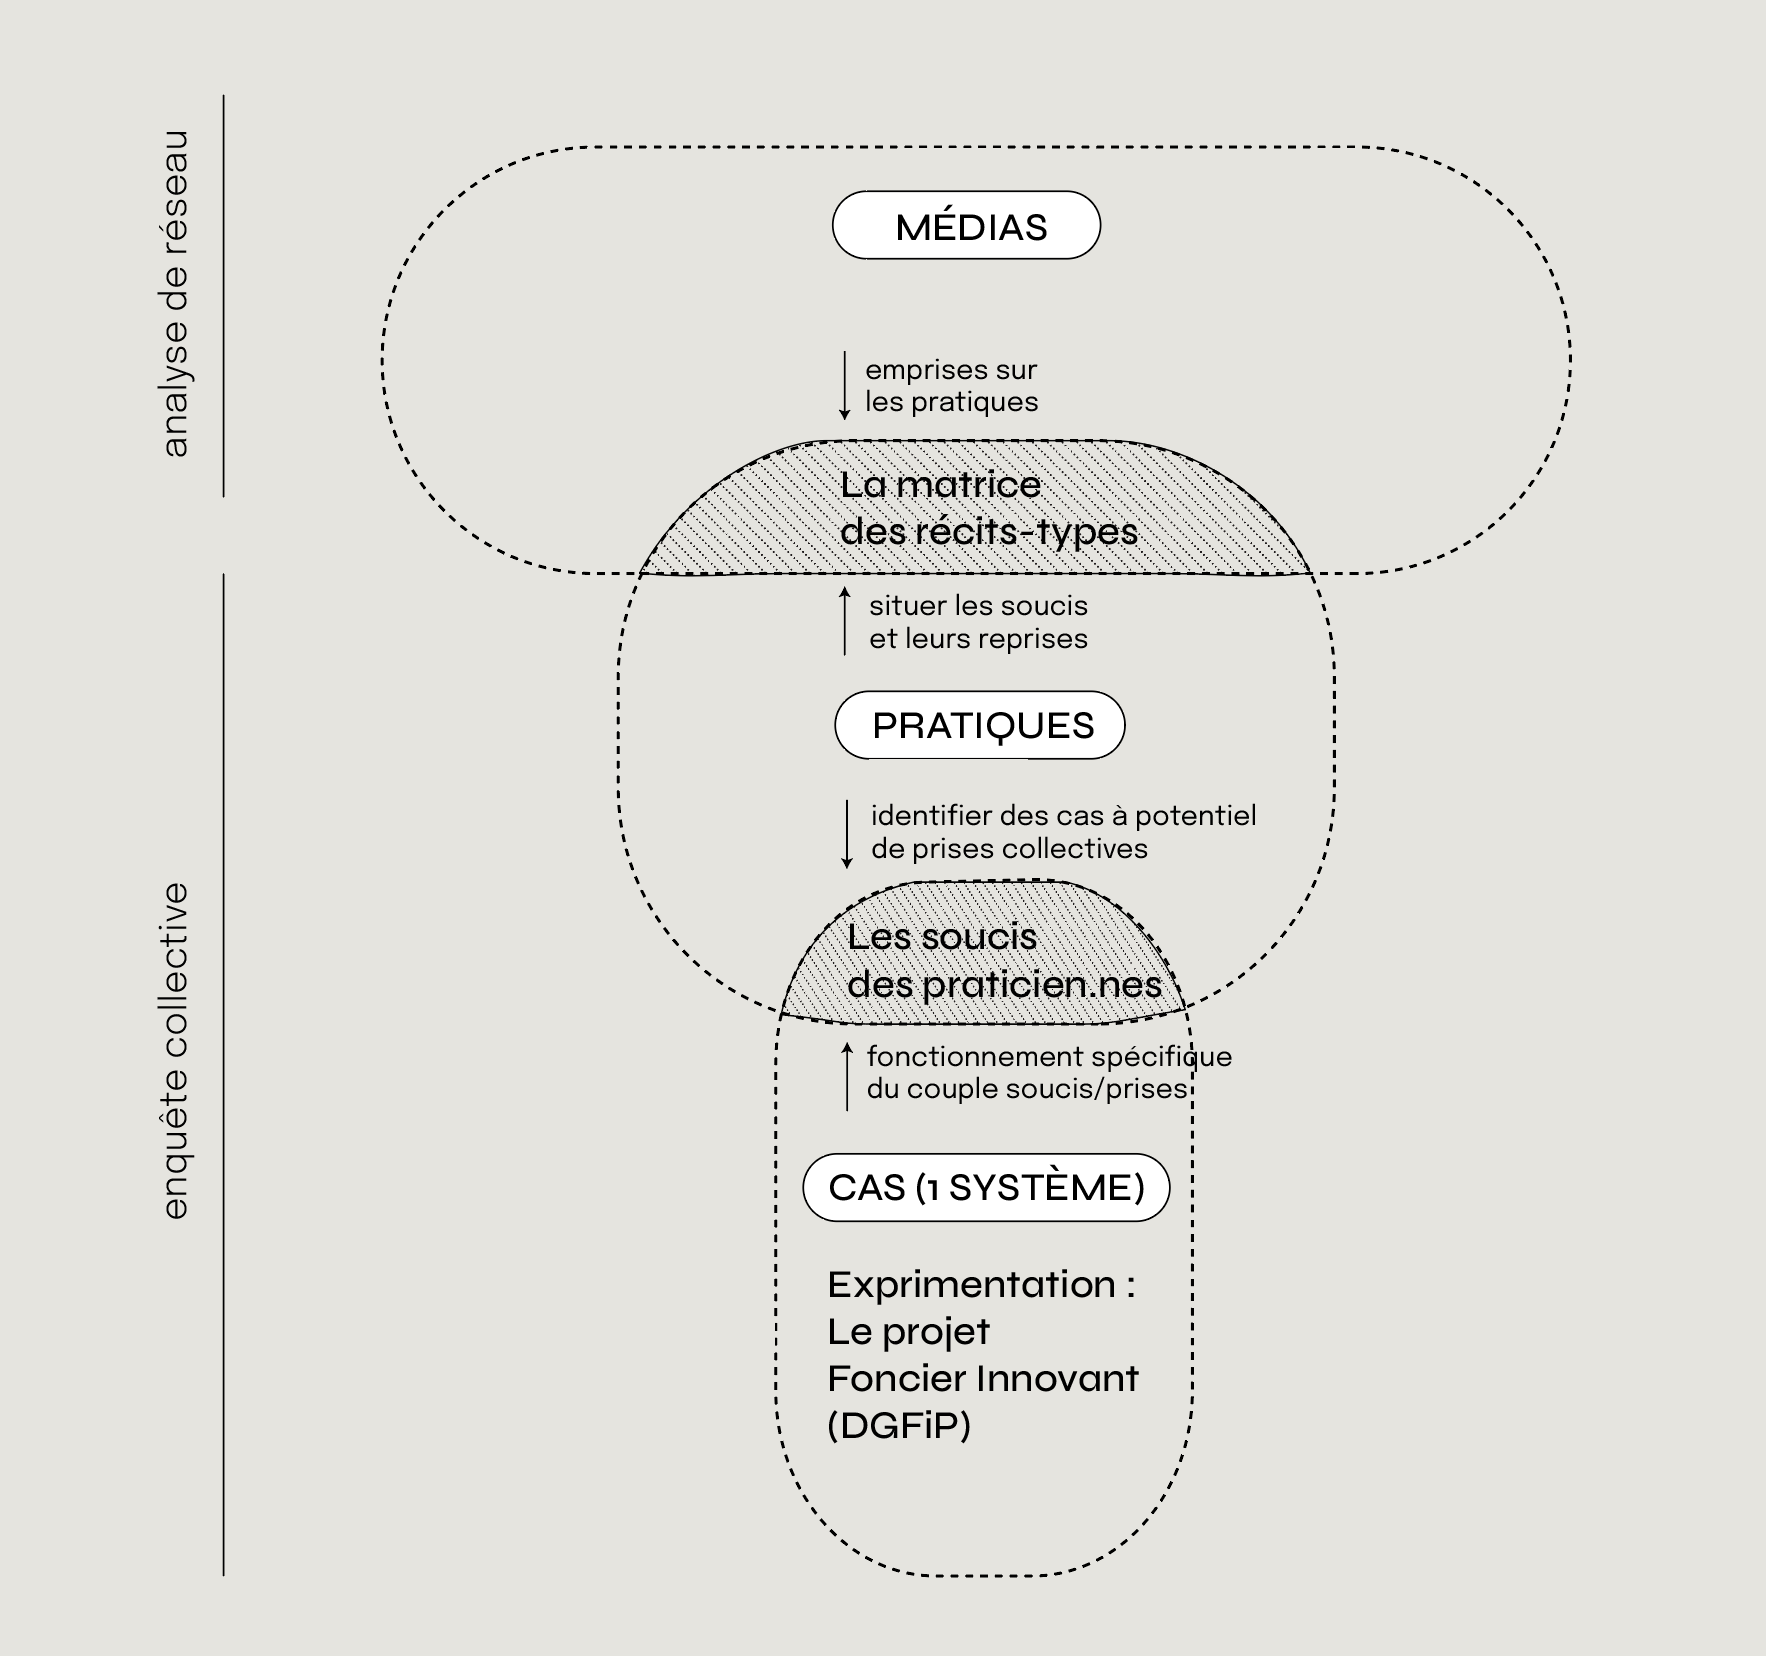 analyse de réseau
MÉDIAS
emprises sur
les pratiques
La matrice
des récits-types
situer les soucis
et leurs reprises
enquête collective
PRATIQUES
identifier des cas à potentiel
de prises collectives
Les soucis
des praticien.nes
fonctionnement spécifique
du couple soucis/prises
CAS (1 SYSTÈME)
Exprimentation :
Le projet
Foncier Innovant
(DGFiP)